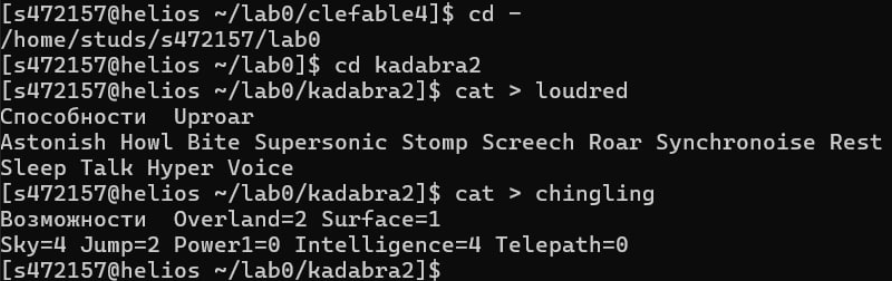 [s472157@helios ~/lab0/clefable4]$ cd -
/home/studs/s472157/lab0
[s472157@helios ~/lab0]$ cd kadabra2
[s472157@helios ~/lab0/kadabra2]$ cat > loudred
Способности  Uproar
Astonish Howl Bite Supersonic Stomp Screech Roar Synchronoise Rest
Sleep Talk Hyper Voice
[s472157@helios ~/lab0/kadabra2]$ cat > chingling
Возможности  Overland=2 Surface=1
Sky=4 Jump=2 Power1=0 Intelligence=4 Telepath=0
[s472157@helios ~/lab0/kadabra2]$